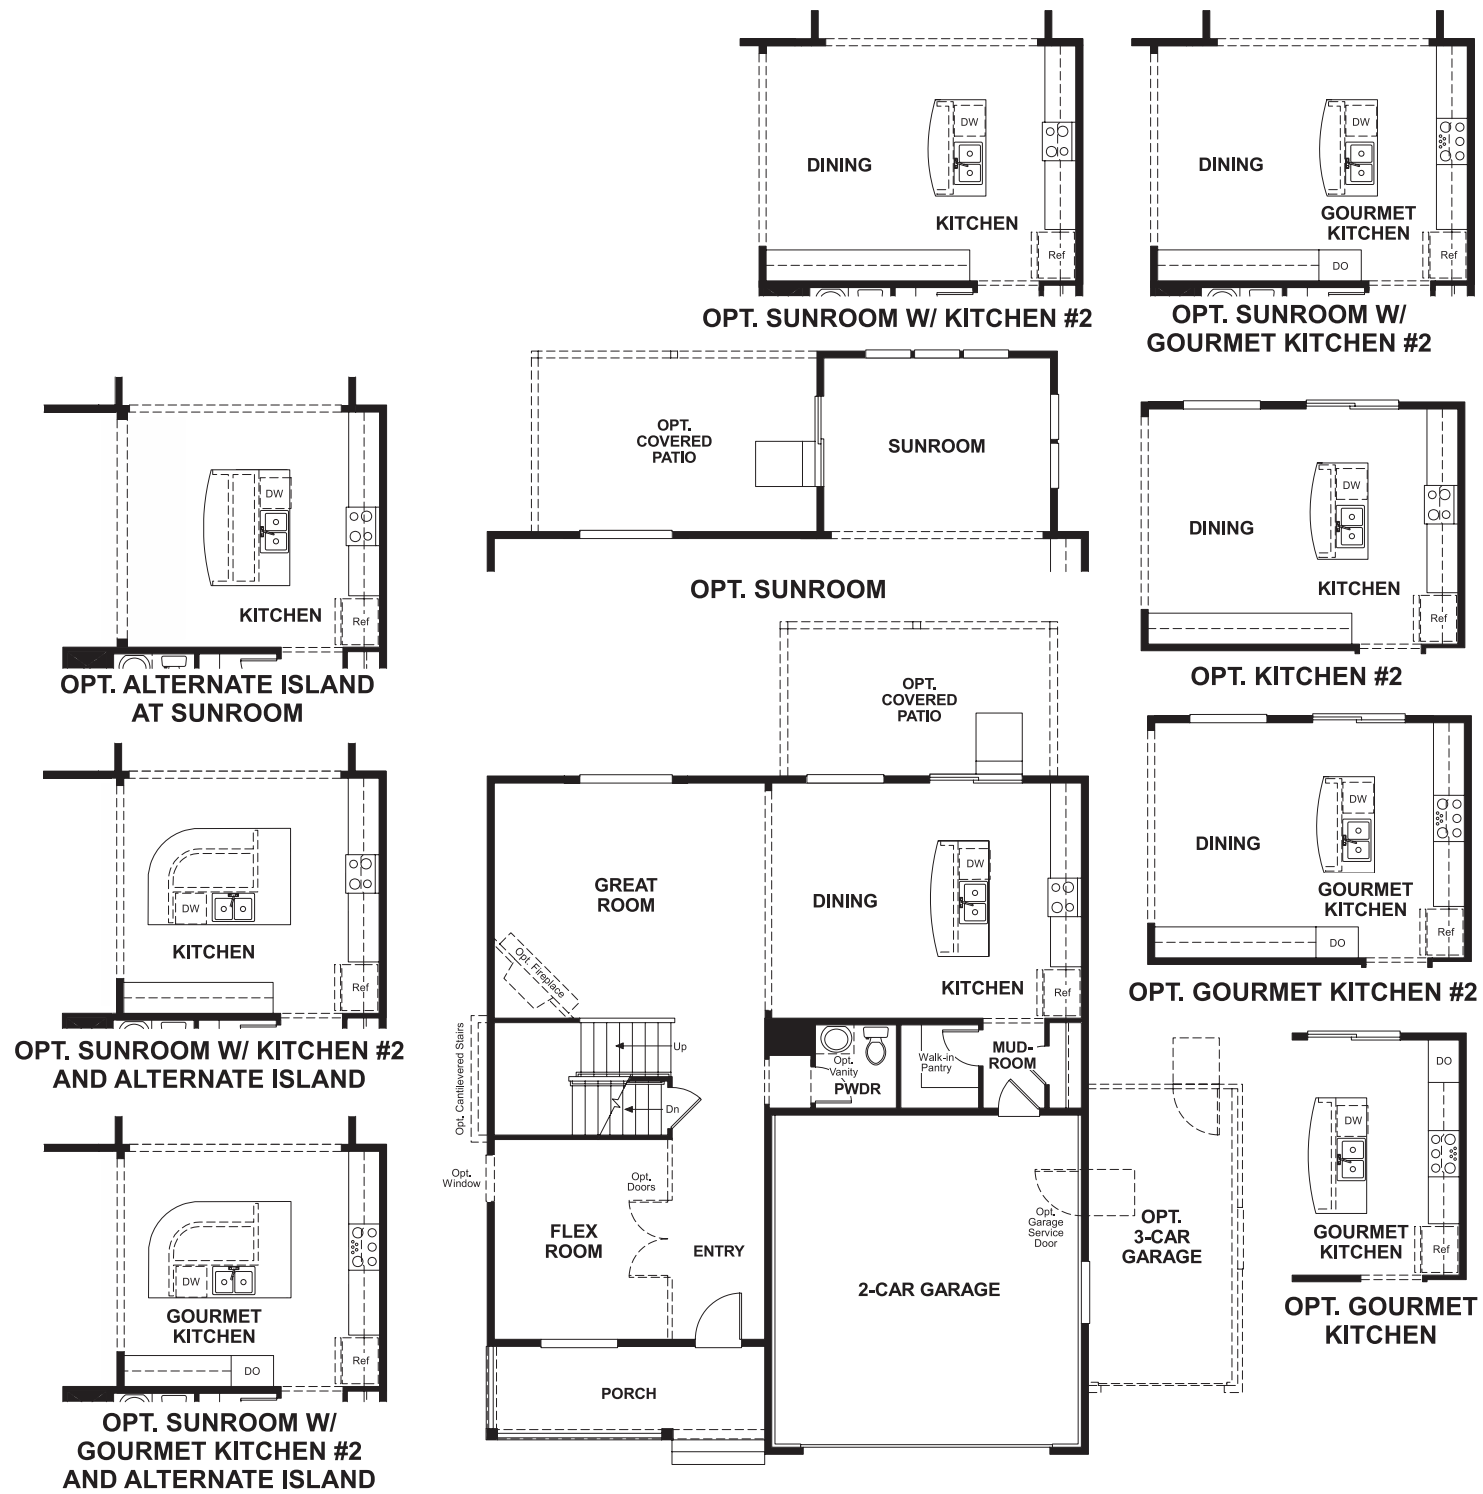 DW
DINING
KITCHEN
Ref
OPT. SUNROOM W/ KITCHEN #2
DW
DINING
GOURMET
KITCHEN
Ref
DO
OPT. SUNROOM W/
GOURMET KITCHEN #2
OPT.
COVERED
PATIO
SUNROOM
OPT. SUNROOM
DW
KITCHEN
Ref
OPT. ALTERNATE ISLAND
AT SUNROOM
DW
DINING
KITCHEN
Ref
OPT. KITCHEN #2
DW
KITCHEN
Ref
OPT. SUNROOM W/ KITCHEN #2
AND ALTERNATE ISLAND
DW
DINING
GOURMET
KITCHEN
Ref
DO
OPT. GOURMET KITCHEN #2
DW
GOURMET
KITCHEN
Ref
DO
OPT. SUNROOM W/
GOURMET KITCHEN #2
AND ALTERNATE ISLAND
OPT.
COVERED
PATIO
GREAT
ROOM
DINING
DW
KITCHEN
Ref
Opt. Fireplace
Opt. Cantilevered Stairs
Up
Dn
Opt.
Vanity
PWDR
Walk-in
Pantry
MUD-
ROOM
Opt.
Window
Opt.
Doors
FLEX
ROOM
ENTRY
2-CAR GARAGE
Opt.
Garage
Service
Door
OPT.
3-CAR
GARAGE
PORCH
DO
DW
GOURMET
KITCHEN
Ref
OPT. GOURMET
KITCHEN